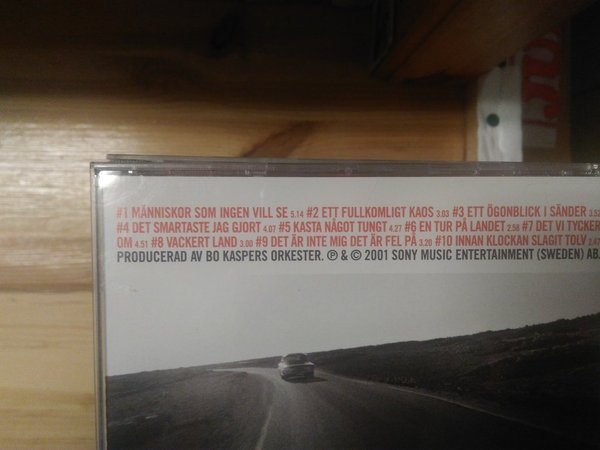 #1 MÄNNISKOR SOM INGEN VILL SE 5.14 #2 ETT FULLKOMLIGT KAOS 3.03 #3 ETT ÖGONBLICK I SÄNDER 3.52
#4 DET SMARTASTE JAG GJORT 4.07 #5 KASTA NÅGOT TUNGT 4.27 #6 EN TUR PÅ LANDET 2.58 #7 DET VI TYCKER
OM 4.51 #8 VACKERT LAND 3.00 #9 DET ÄR INTE MIG DET ÄR FEL PÅ 3.20 #10 INNAN KLOCKAN SLAGIT TOLV 2.47
PRODUCERAD AV BO KASPERS ORKESTER. ℗ & © 2001 SONY MUSIC ENTERTAINMENT (SWEDEN) AB.